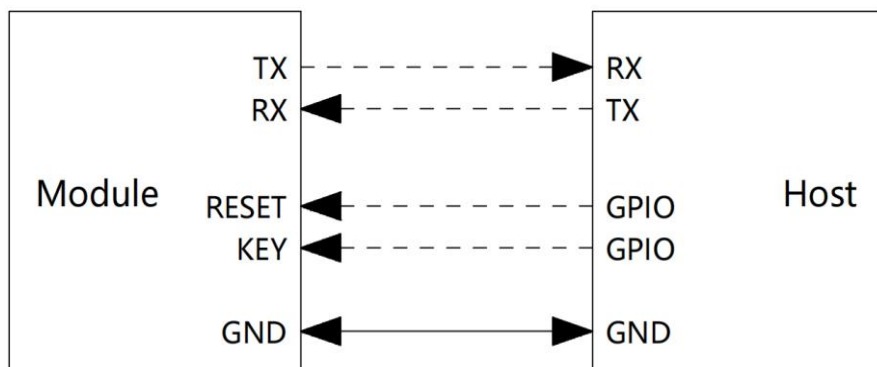 TX RX
RX TX
Module Host
RESET GPIO
KEY GPIO
GND GND